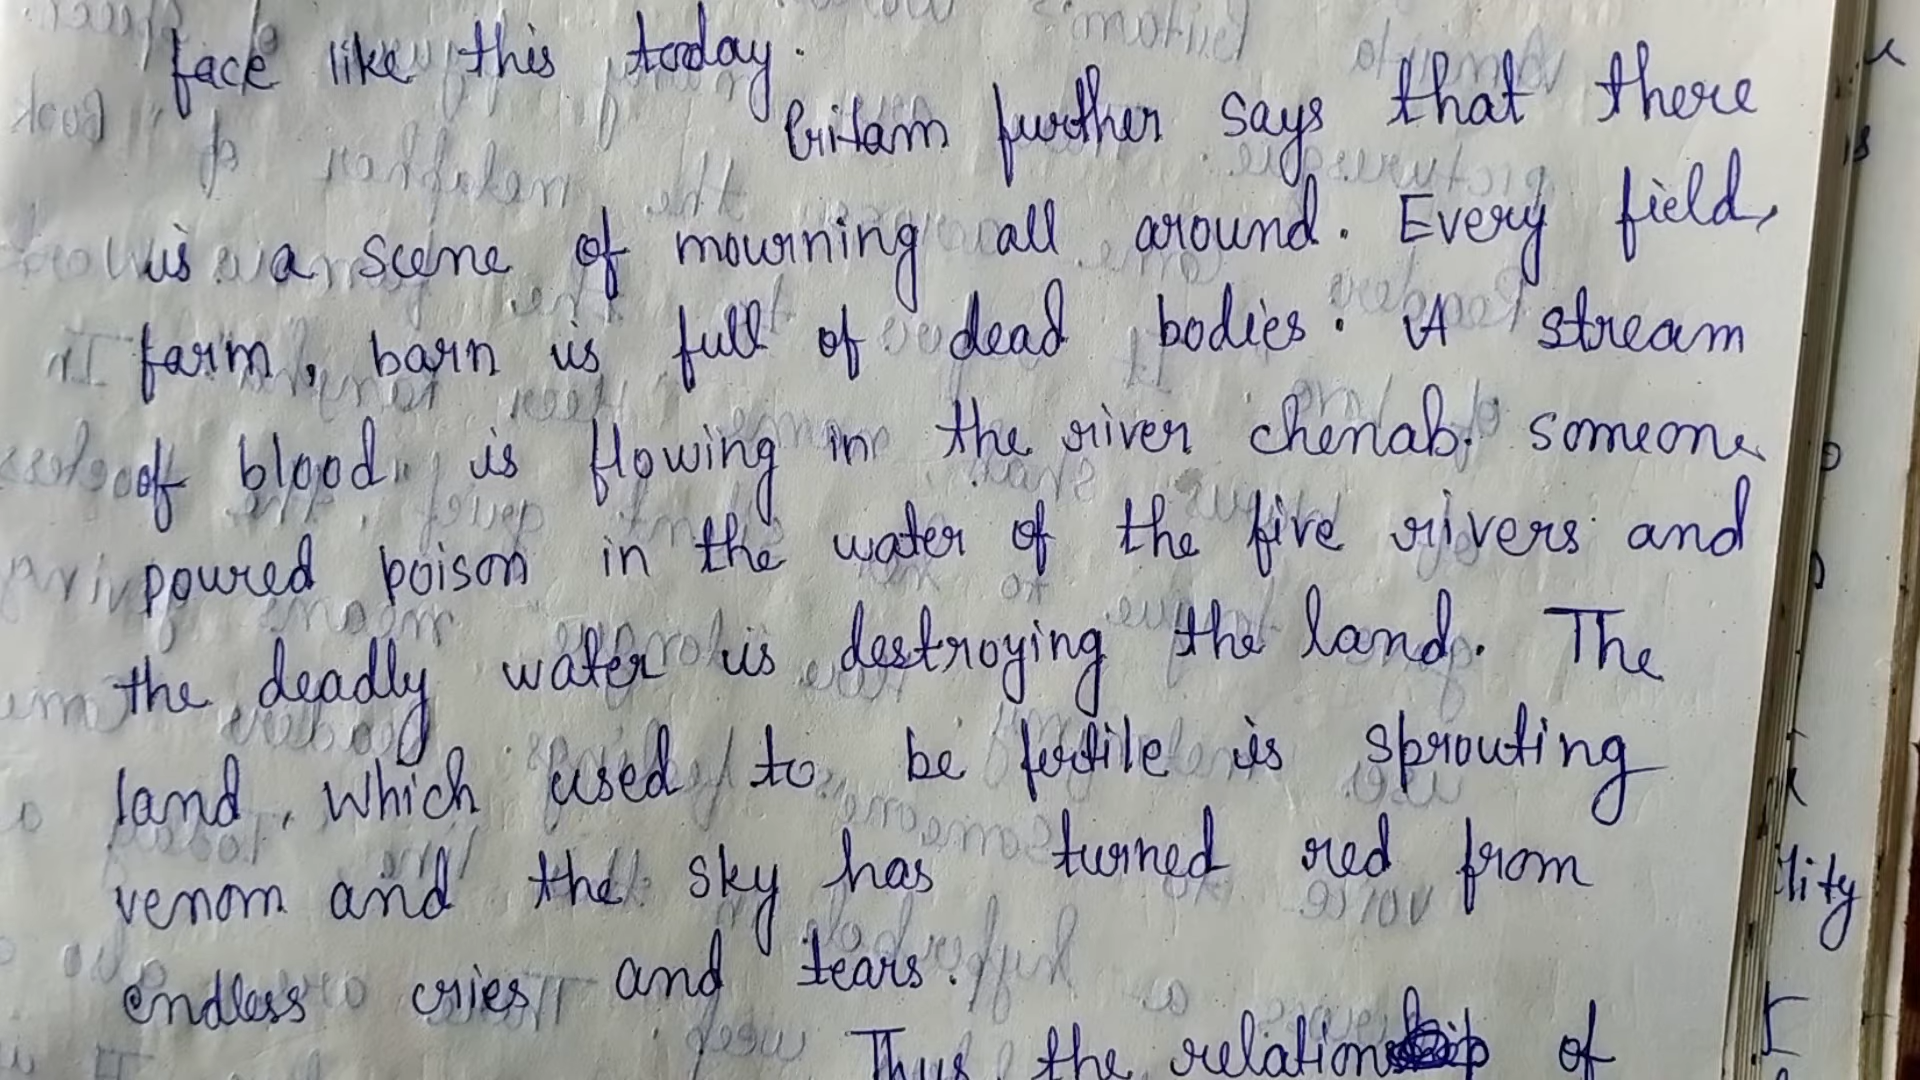 face like this today.
Pritam further says that there
is a scene of mourning all around. Every field,
farm, barn is full of dead bodies. A stream
of blood is flowing in the river chenab. someone
poured poison in the water of the five rivers and
the deadly water is destroying the land. The
land, which used to be fertile is sprouting
venom and the sky has turned red from
endless cries and tears.
Thus, the relationship of
lity